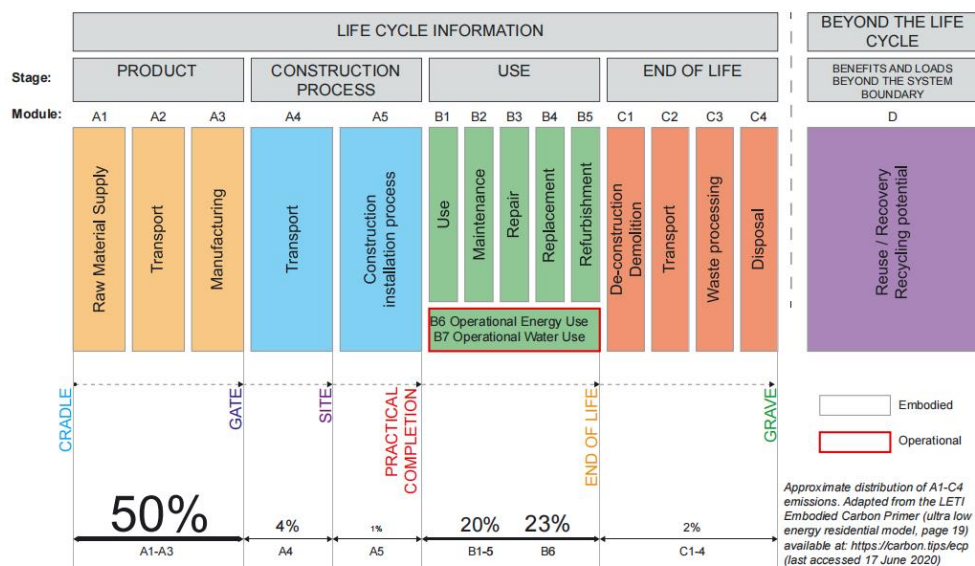 LIFE CYCLE INFORMATION
BEYOND THE LIFE
CYCLE
Stage:
PRODUCT
CONSTRUCTION
PROCESS
USE
END OF LIFE
BENEFITS AND LOADS
BEYOND THE SYSTEM
BOUNDARY
Module:
A1 A2 A3 A4 A5 B1 B2 B3 B4 B5 C1 C2 C3 C4 D
Raw Material Supply
Transport
Manufacturing
Transport
Construction
installation process
Use
Maintenance
Repair
Replacement
Refurbishment
B6 Operational Energy Use
B7 Operational Water Use
De-construction
Demolition
Transport
Waste processing
Disposal
Reuse / Recovery
Recycling potential
CRADLE
GATE
SITE
PRACTICAL
COMPLETION
END OF LIFE
GRAVE
Embodied
Operational
50% 4% 1% 20% 23% 2%
A1-A3 A4 A5 B1-5 B6 C1-4
Approximate distribution of A1-C4
emissions. Adapted from the LETI
Embodied Carbon Primer (ultra low
energy residential model, page 19)
available at: https://carbon.tips/ecp
(last accessed 17 June 2020)